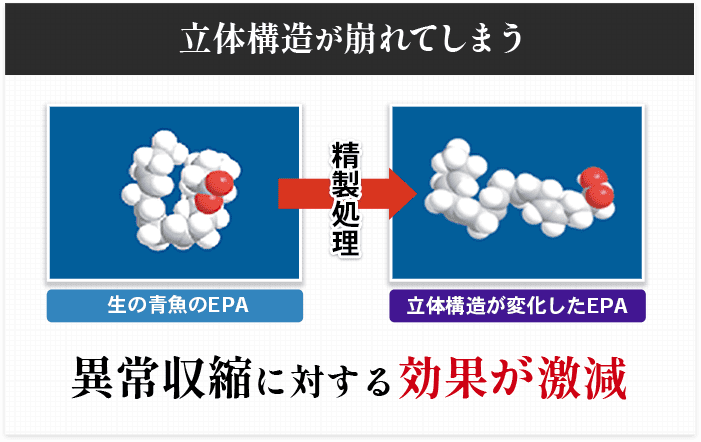 立体構造が崩れてしまう
精製処理
生の青魚のEPA
立体構造が変化したEPA
異常収縮に対する効果が激減